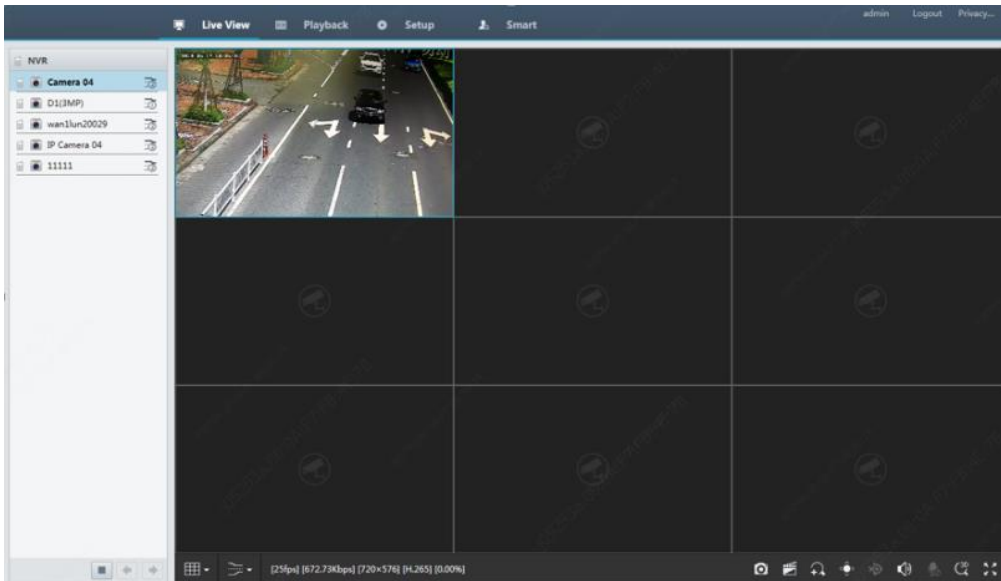 admin Logout Privacy...
Live View Playback Setup Smart
NVR
Camera 04
D1(3MP)
wan1lun20029
IP Camera 04
11111
[25fps] [672.73Kbps] [720×576] [H.265] [0.00%]